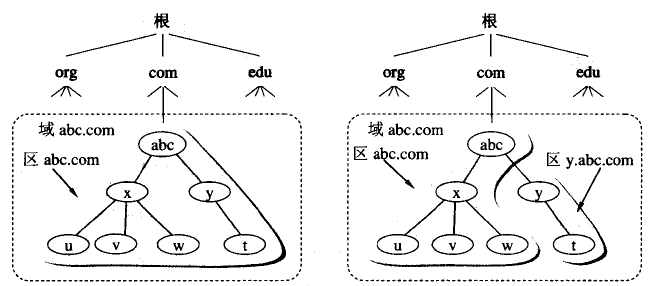 根
org com edu
域 abc.com
区 abc.com
abc
x y
u v w t
根
org com edu
域 abc.com
区 abc.com
abc
区 y.abc.com
x y
u v w t